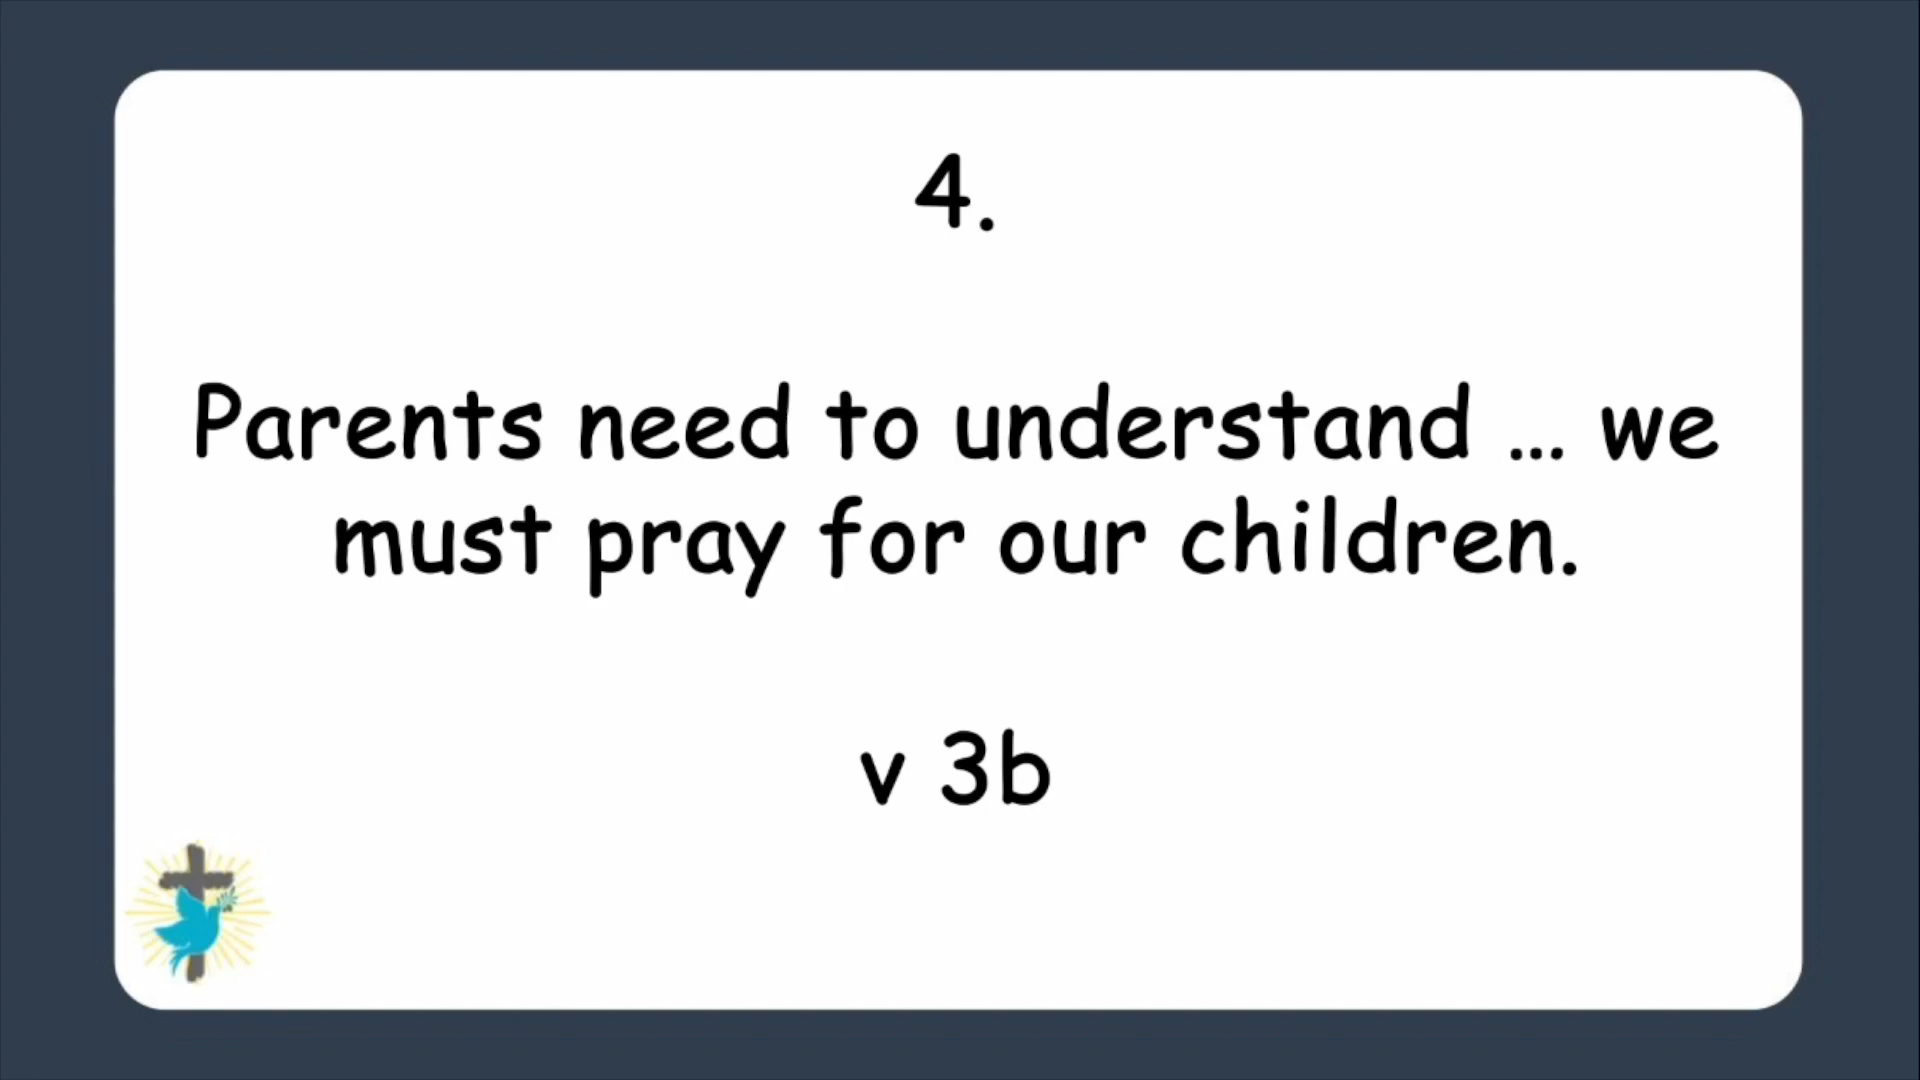 4.
Parents need to understand ... we
must pray for our children.
v 3b